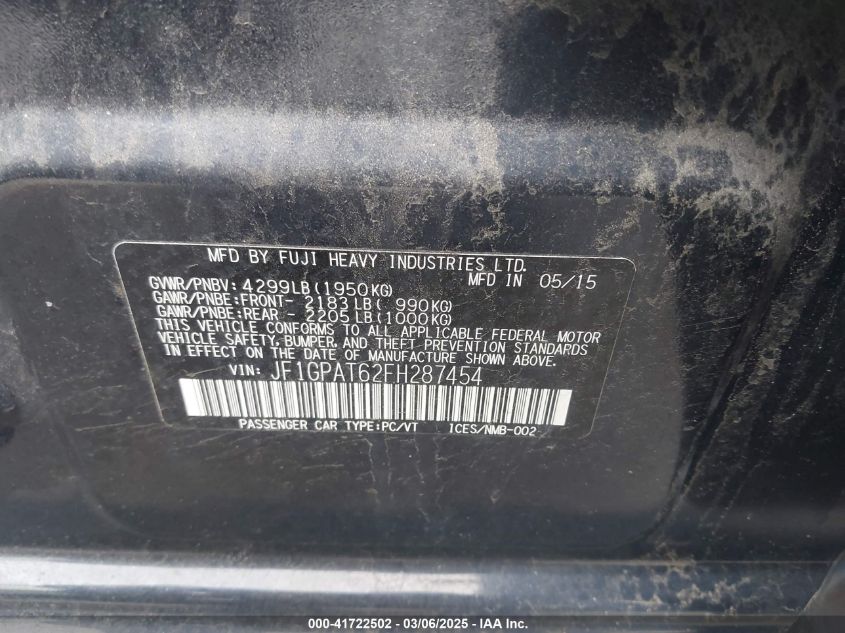 MFD BY FUJI HEAVY INDUSTRIES LTD.
GVWR/PNBV: 4299LB(1950KG) MFD IN 05/15
GAWR/PNBE:FRONT- 2183LB( 990KG)
GAWR/PNBE:REAR - 2205LB(1000KG)
THIS VEHICLE CONFORMS TO ALL APPLICABLE FEDERAL MOTOR
VEHICLE SAFETY, BUMPER, AND THEFT PREVENTION STANDARDS
IN EFFECT ON THE DATE OF MANUFACTURE SHOWN ABOVE.
VIN: JF1GPAT62FH287454
PASSENGER CAR TYPE:PC/VT ICES/NMB-002
000-41722502 - 03/06/2025 - IAA Inc.